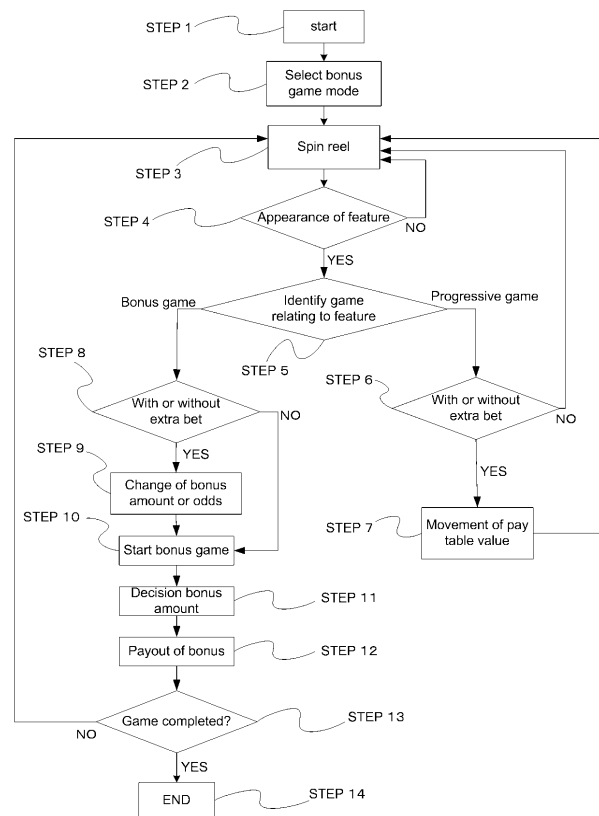 STEP 1
start
STEP 2
Select bonus
game mode
STEP 3
Spin reel
STEP 4
Appearance of feature
NO
YES
Bonus game
Identify game
relating to feature
Progressive game
STEP 5
STEP 8
With or without
extra bet
NO
YES
STEP 6
With or without
extra bet
NO
YES
STEP 9
Change of bonus
amount or odds
STEP 10
Start bonus game
STEP 7
Movement of pay
table value
Decision bonus
amount
STEP 11
Payout of bonus
STEP 12
Game completed?
STEP 13
NO
YES
END
STEP 14